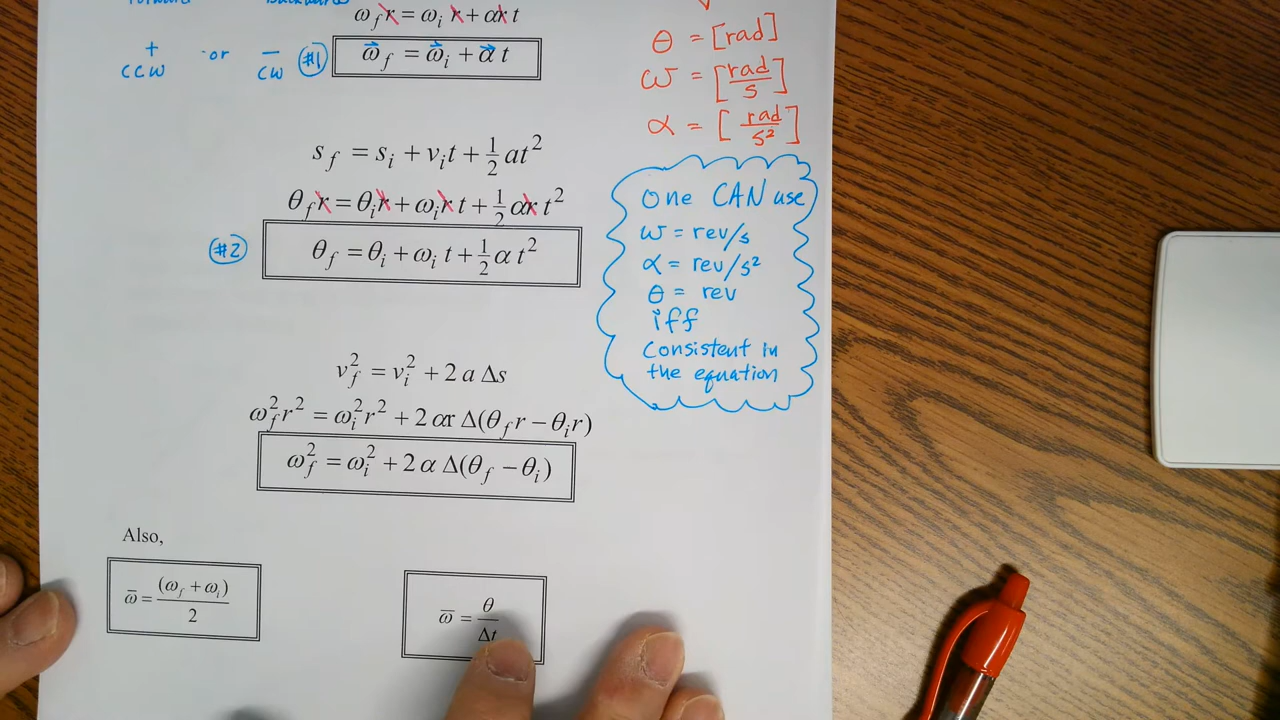 ω_f r = ω_i r + αr t
+ or −
CCW CW
#1 ω⃗_f = ω⃗_i + α⃗ t
θ = [rad]
ω = [rad/s]
α = [rad/s²]
s_f = s_i + v_i t + ½ at²
θ_f r = θ_i r + ω_i r t + ½ αr t²
#2 θ_f = θ_i + ω_i t + ½ α t²
One CAN use
ω = rev/s
α = rev/s²
θ = rev
iff
Consistent in
the equation
v_f² = v_i² + 2 a Δs
ω_f² r² = ω_i² r² + 2 αr Δ(θ_f r − θ_i r)
ω_f² = ω_i² + 2 α Δ(θ_f − θ_i)
Also,
ω̅ = (ω_f + ω_i)/2
ω̅ = θ/Δt